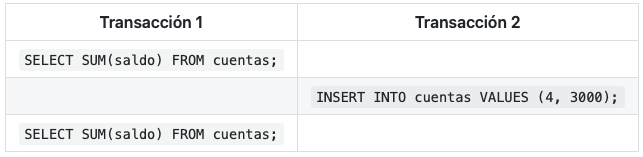 Transacción 1 Transacción 2
SELECT SUM(saldo) FROM cuentas;
INSERT INTO cuentas VALUES (4, 3000);
SELECT SUM(saldo) FROM cuentas;